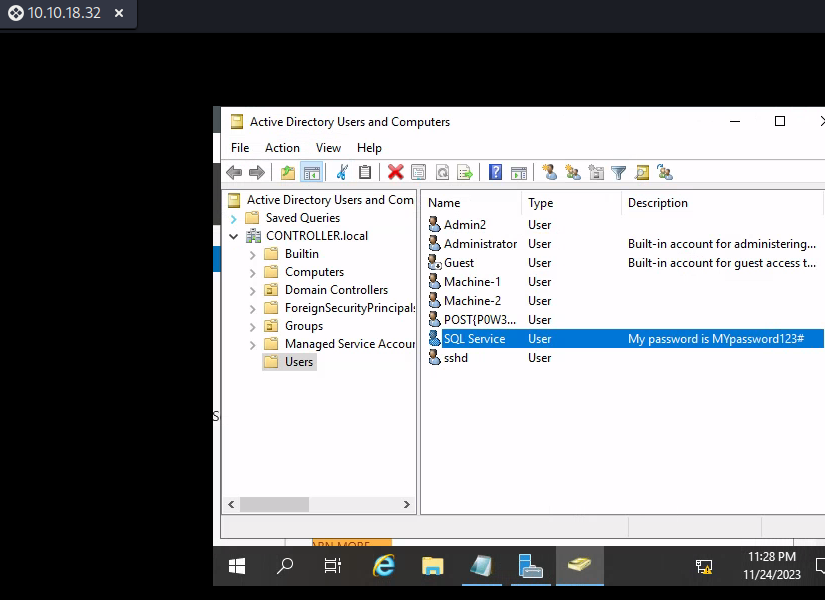 10.10.18.32
Active Directory Users and Computers
File Action View Help
Active Directory Users and Com
Saved Queries
CONTROLLER.local
Builtin
Computers
Domain Controllers
ForeignSecurityPrincipals
Groups
Managed Service Accour
Users
Name Type Description
Admin2 User
Administrator User Built-in account for administering...
Guest User Built-in account for guest access t...
Machine-1 User
Machine-2 User
POST{P0W3... User
SQL Service User My password is MYpassword123#
sshd User
S
11:28 PM
11/24/2023